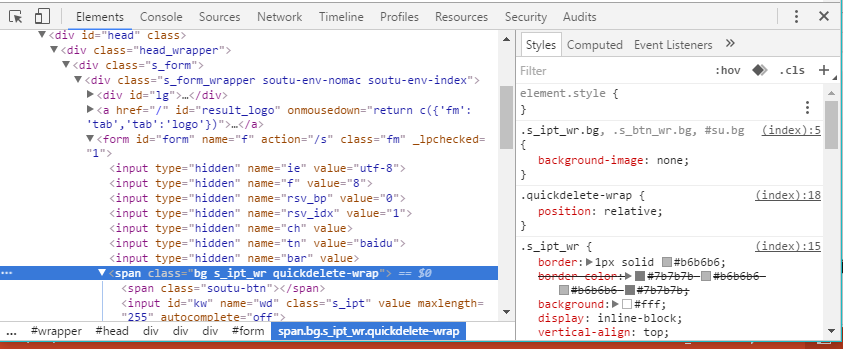 Elements Console Sources Network Timeline Profiles Resources Security Audits
<div id="head" class>
<div class="head_wrapper">
<div class="s_form">
<div class="s_form_wrapper soutu-env-nomac soutu-env-index">
<div id="lg">…</div>
<a href="/" id="result_logo" onmousedown="return c({'fm':
'tab','tab':'logo'})">…</a>
<form id="form" name="f" action="/s" class="fm" _lpchecked=
"1">
<input type="hidden" name="ie" value="utf-8">
<input type="hidden" name="f" value="8">
<input type="hidden" name="rsv_bp" value="0">
<input type="hidden" name="rsv_idx" value="1">
<input type="hidden" name="ch" value>
<input type="hidden" name="tn" value="baidu">
<input type="hidden" name="bar" value>
... <span class="bg s_ipt_wr quickdelete-wrap"> == $0
<span class="soutu-btn"></span>
<input id="kw" name="wd" class="s_ipt" value maxlength=
"255" autocomplete="off">
... #wrapper #head div div #form span.bg.s_ipt_wr.quickdelete-wrap
Styles Computed Event Listeners »
Filter :hov .cls +
element.style {
}
.s_ipt_wr.bg, .s_btn_wr.bg, #su.bg (index):5
{
background-image: none;
}
.quickdelete-wrap { (index):18
position: relative;
}
.s_ipt_wr { (index):15
border: 1px solid #b6b6b6;
border-color: #7b7b7b #b6b6b6
#b6b6b6 #7b7b7b;
background: #fff;
display: inline-block;
vertical-align: top;